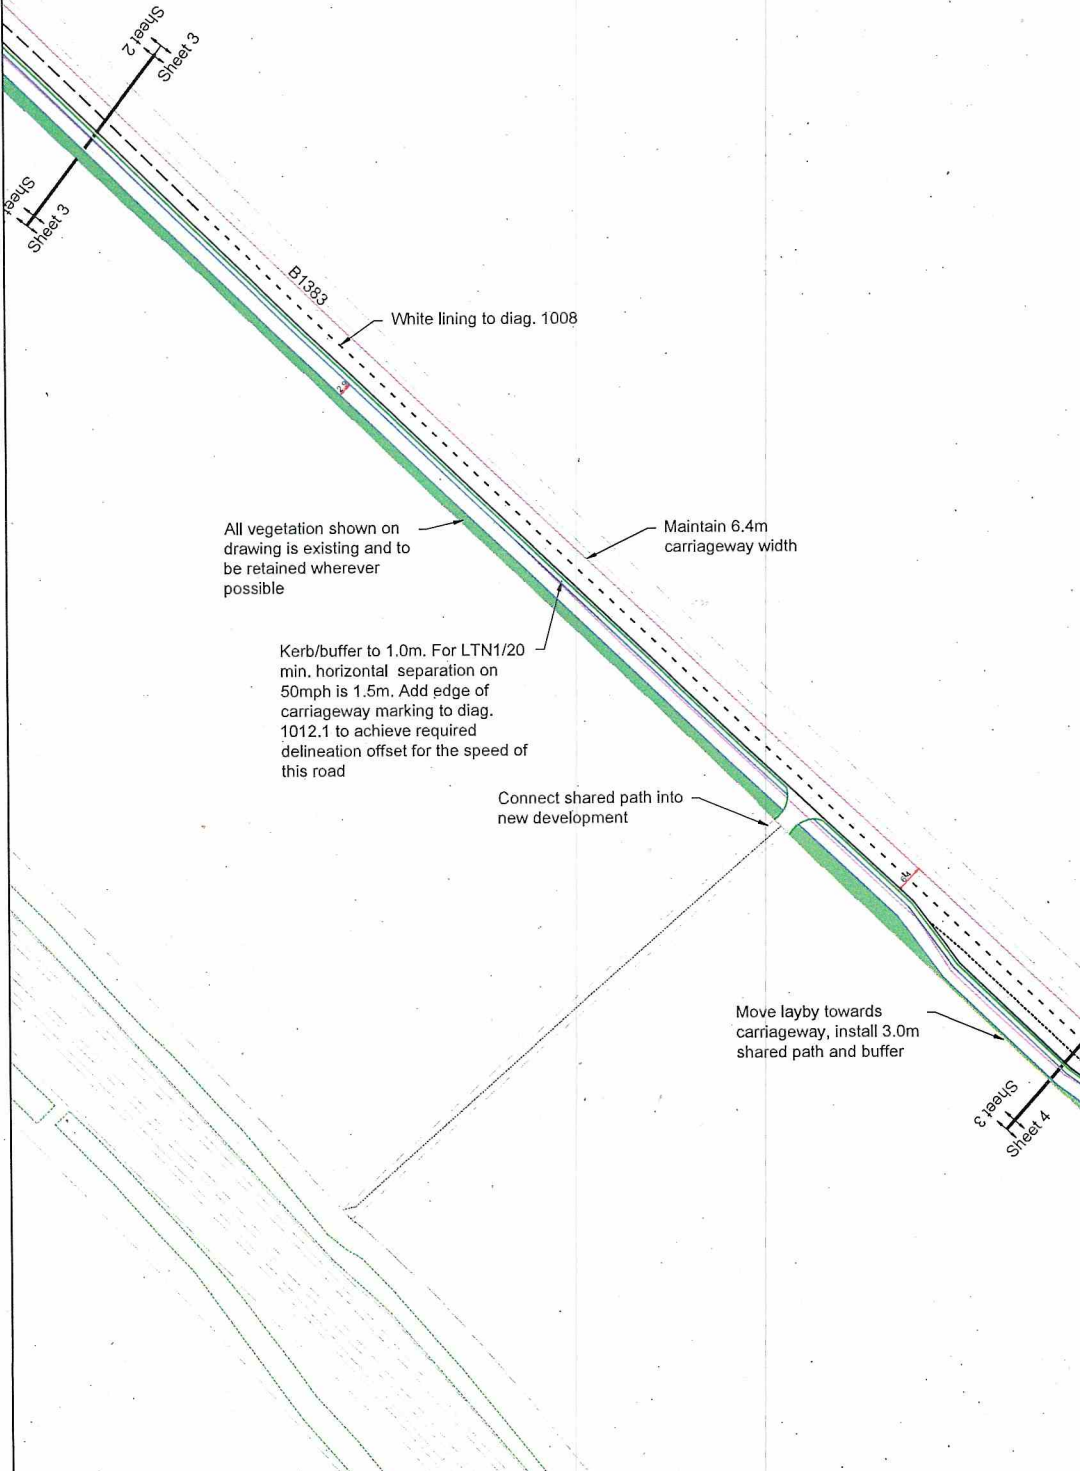 Sheet 2
Sheet 3
Sheet
Sheet 3
B1383
White lining to diag. 1008
2.9
All vegetation shown on
drawing is existing and to
be retained wherever
possible
Maintain 6.4m
carriageway width
Kerb/buffer to 1.0m. For LTN1/20
min. horizontal separation on
50mph is 1.5m. Add edge of
carriageway marking to diag.
1012.1 to achieve required
delineation offset for the speed of
this road
Connect shared path into
new development
6.4
Move layby towards
carriageway, install 3.0m
shared path and buffer
Sheet 3
Sheet 4